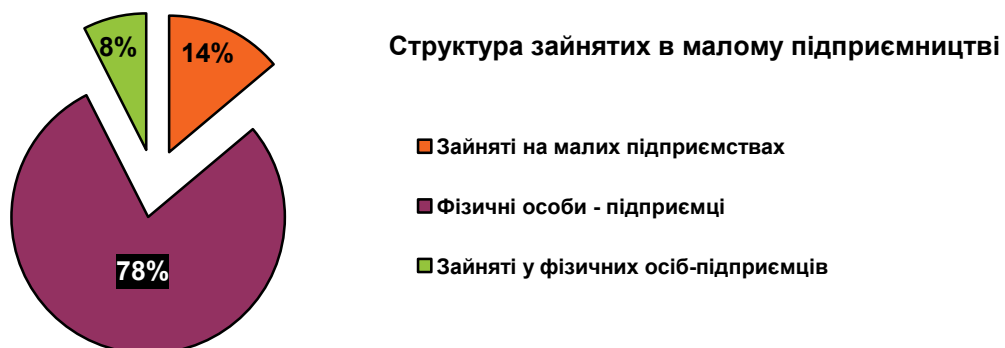 Структура зайнятих в малому підприємництві
8%
14%
78%
Зайняті на малих підприємствах
Фізичні особи - підприємці
Зайняті у фізичних осіб-підприємців